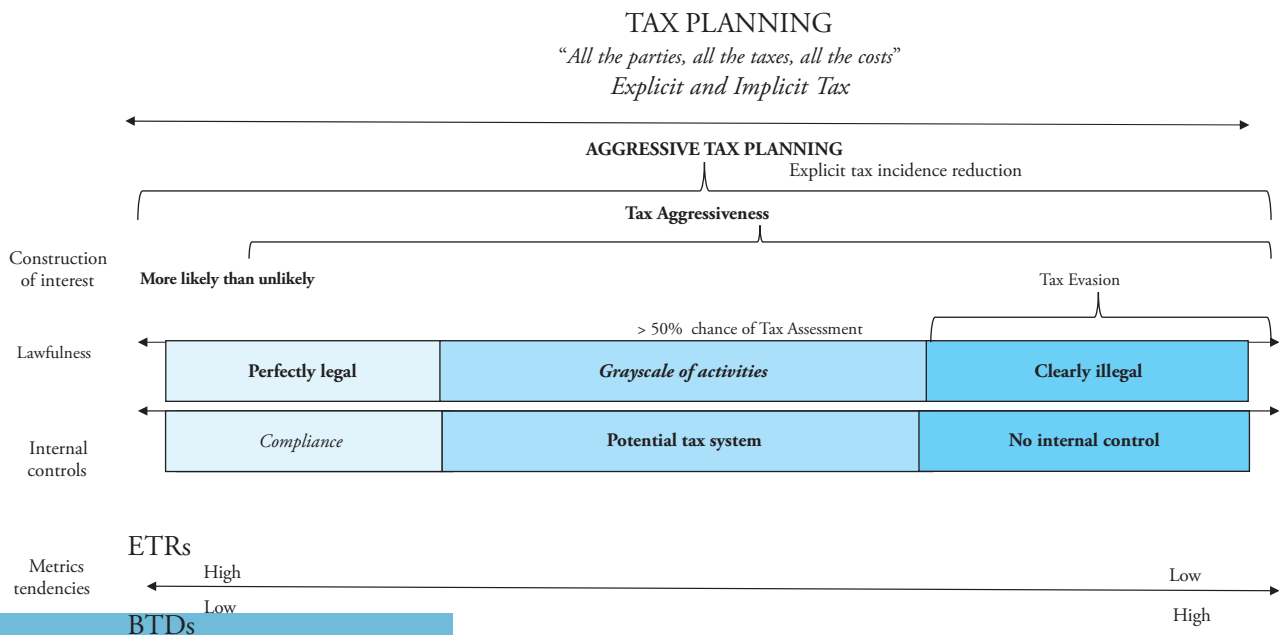 TAX PLANNING
“All the parties, all the taxes, all the costs”
Explicit and Implicit Tax
AGGRESSIVE TAX PLANNING
Explicit tax incidence reduction
Tax Aggressiveness
Construction
of interest
More likely than unlikely
Tax Evasion
> 50% chance of Tax Assessment
Lawfulness
Perfectly legal
Grayscale of activities
Clearly illegal
Internal
controls
Compliance
Potential tax system
No internal control
ETRs
Metrics
tendencies
High
Low
Low
High
BTDs